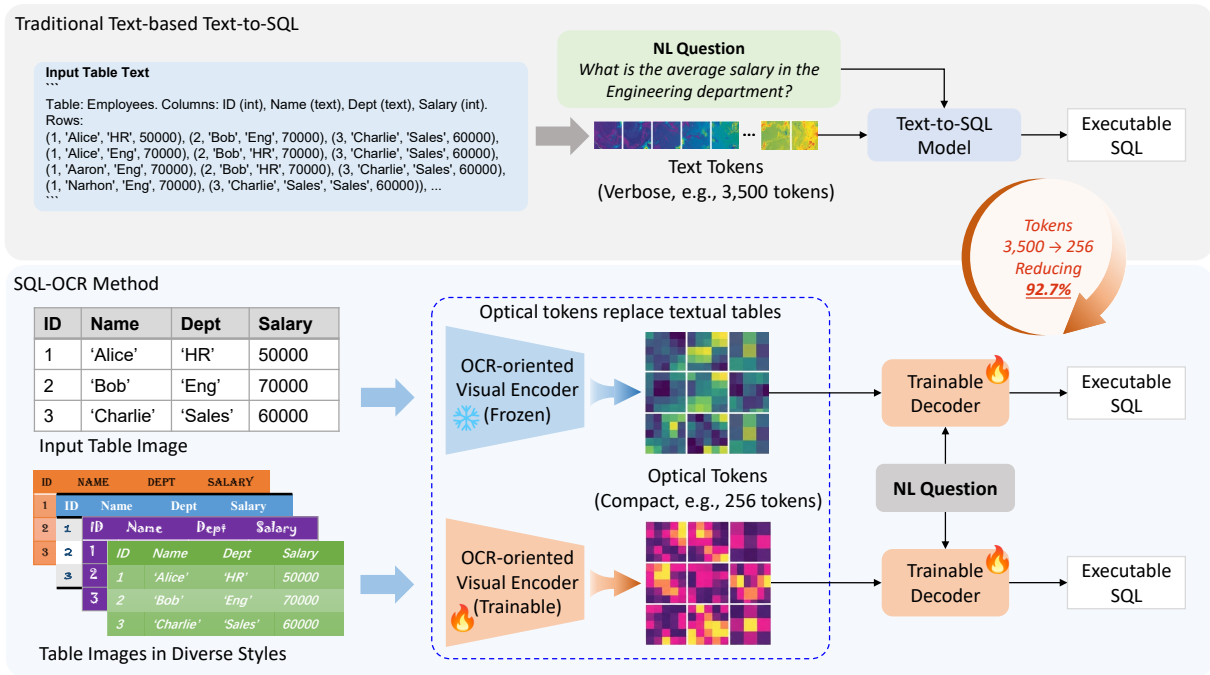 Traditional Text-based Text-to-SQL
Input Table Text
```
Table: Employees. Columns: ID (int), Name (text), Dept (text), Salary (int).
Rows:
(1, 'Alice', 'HR', 50000), (2, 'Bob', 'Eng', 70000), (3, 'Charlie', 'Sales', 60000),
(1, 'Alice', 'Eng', 70000), (2, 'Bob', 'HR', 70000), (3, 'Charlie', 'Sales', 60000),
(1, 'Aaron', 'Eng', 70000), (2, 'Bob', 'HR', 70000), (3, 'Charlie', 'Sales', 60000),
(1, 'Narhon', 'Eng', 70000), (3, 'Charlie', 'Sales', 'Sales', 60000)), ...
```
NL Question
What is the average salary in the
Engineering department?
...
Text Tokens
(Verbose, e.g., 3,500 tokens)
Text-to-SQL
Model
Executable
SQL
Tokens
3,500 → 256
Reducing
92.7%
SQL-OCR Method
ID Name Dept Salary
1 ‘Alice’ ‘HR’ 50000
2 ‘Bob’ ‘Eng’ 70000
3 ‘Charlie’ ‘Sales’ 60000
Input Table Image
ID NAME DEPT SALARY
1
2
3
ID Name Dept Salary
1
2
3
ID Name Dept Salary
1
2
3
ID Name Dept Salary
1 ‘Alice’ ‘HR’ 50000
2 ‘Bob’ ‘Eng’ 70000
3 ‘Charlie’ ‘Sales’ 60000
Table Images in Diverse Styles
Optical tokens replace textual tables
OCR-oriented
Visual Encoder
(Frozen)
Optical Tokens
(Compact, e.g., 256 tokens)
OCR-oriented
Visual Encoder
(Trainable)
Trainable
Decoder
Executable
SQL
NL Question
Trainable
Decoder
Executable
SQL